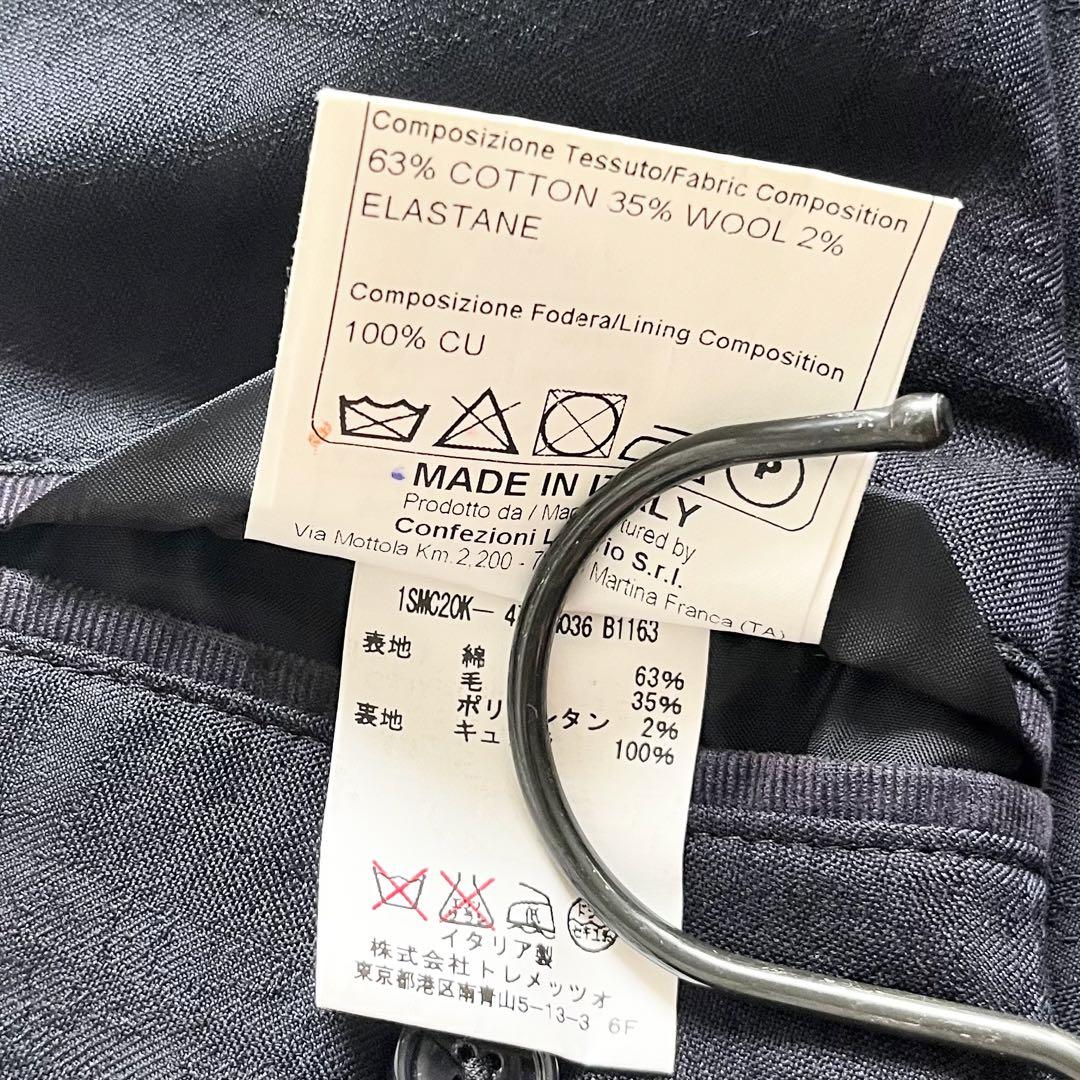 Composizione Tessuto/Fabric Composition
63% COTTON 35% WOOL 2%
ELASTANE
Composizione Fodera/Lining Composition
100% CU
P
MADE IN
Prodotto da / by
Confezioni S.r.l.
Via Mottola Km.2,200 - Martina Franca (TA)
1SMC20K- B1163
表地 綿 63%
毛 35%
2%
裏地 100%
イタリア製
株式会社トレメッツオ
東京都港区南青山5-13-3 6F